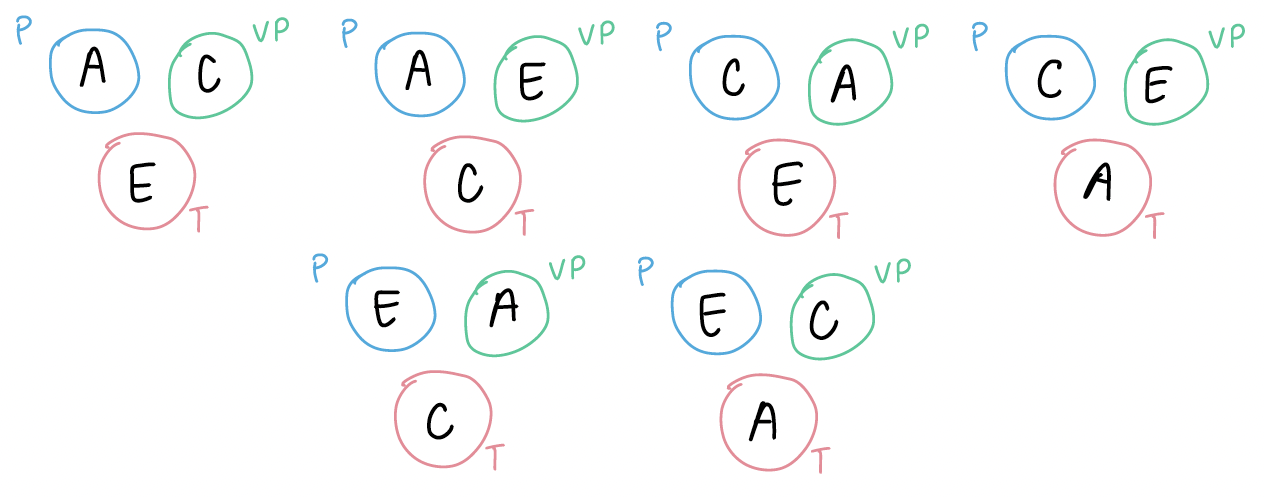 P A C VP
E T
P A E VP
C T
P C A VP
E T
P C E VP
A T
P E A VP
C T
P E C VP
A T